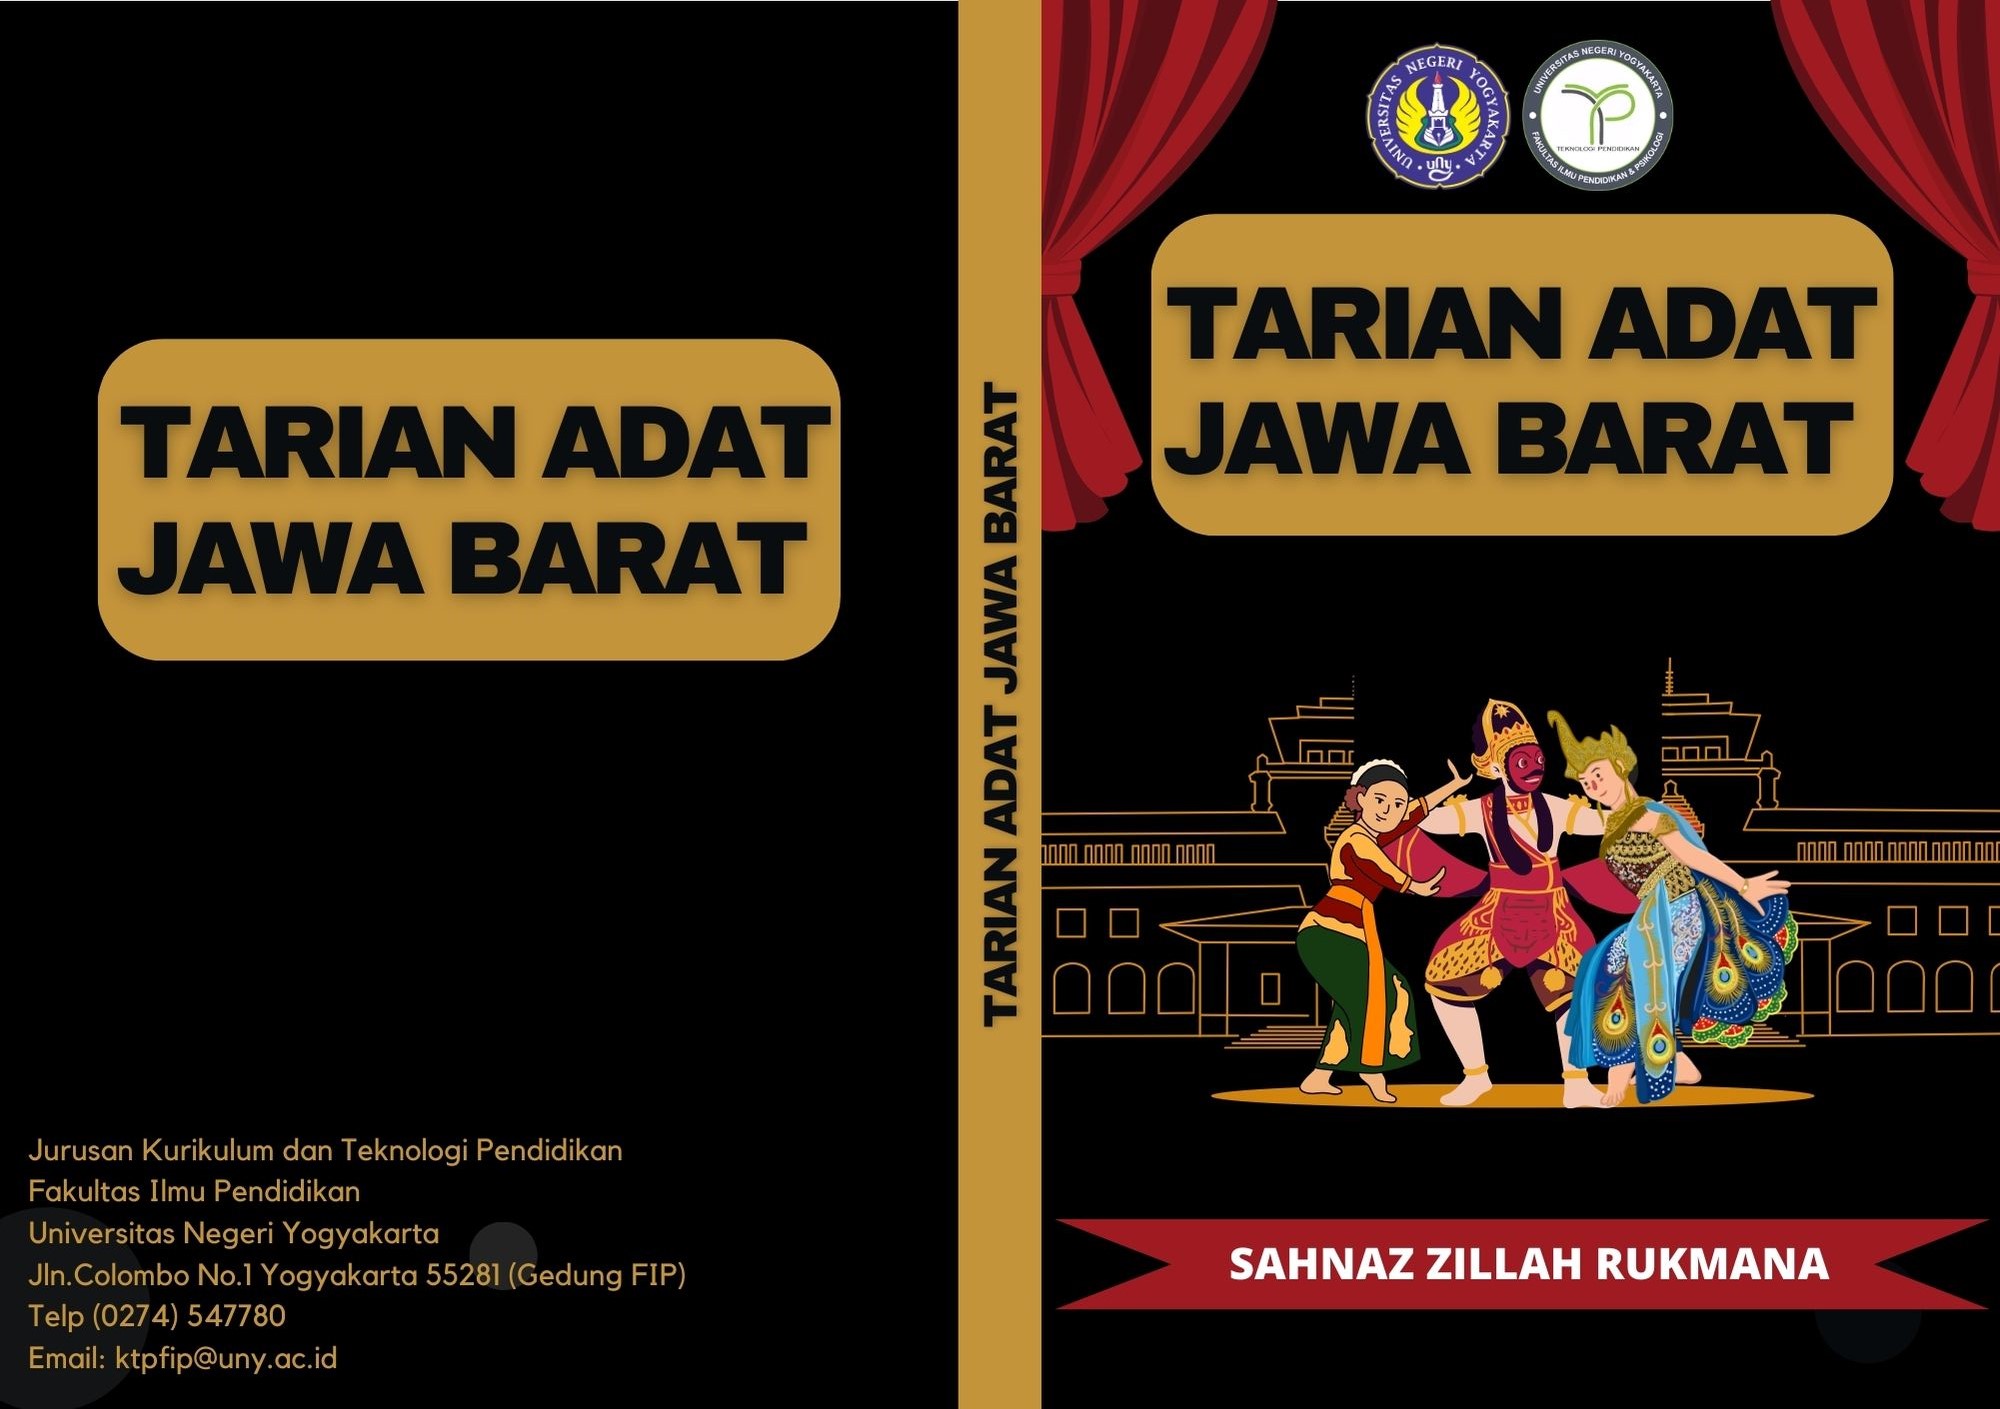 TARIAN ADAT
JAWA BARAT
Jurusan Kurikulum dan Teknologi Pendidikan
Fakultas Ilmu Pendidikan
Universitas Negeri Yogyakarta
Jln.Colombo No.1 Yogyakarta 55281 (Gedung FIP)
Telp (0274) 547780
Email: ktpfip@uny.ac.id
TARIAN ADAT JAWA BARAT
UNIVERSITAS NEGERI YOGYAKARTA
uny
UNIVERSITAS NEGERI YOGYAKARTA
TEKNOLOGI PENDIDIKAN
FAKULTAS ILMU PENDIDIKAN & PSIKOLOGI
TARIAN ADAT
JAWA BARAT
SAHNAZ ZILLAH RUKMANA